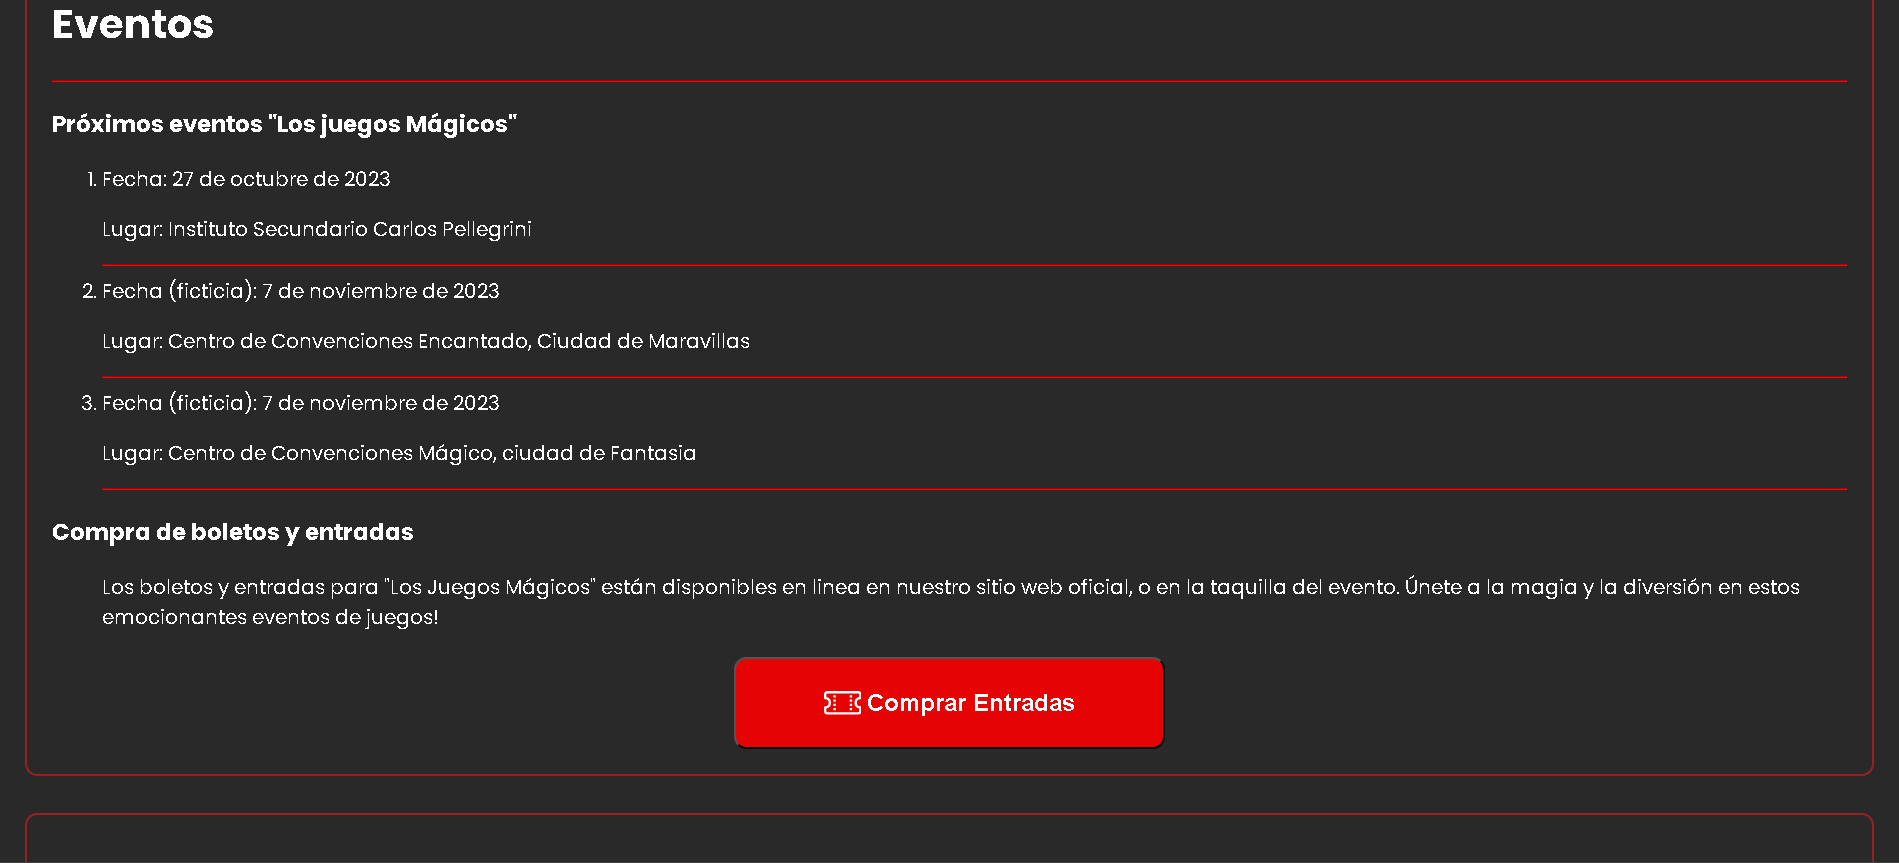 Eventos
Próximos eventos "Los juegos Mágicos"
1. Fecha: 27 de octubre de 2023
Lugar: Instituto Secundario Carlos Pellegrini
2. Fecha (ficticia): 7 de noviembre de 2023
Lugar: Centro de Convenciones Encantado, Ciudad de Maravillas
3. Fecha (ficticia): 7 de noviembre de 2023
Lugar: Centro de Convenciones Mágico, ciudad de Fantasia
Compra de boletos y entradas
Los boletos y entradas para "Los Juegos Mágicos" están disponibles en linea en nuestro sitio web oficial, o en la taquilla del evento. Únete a la magia y la diversión en estos
emocionantes eventos de juegos!
Comprar Entradas